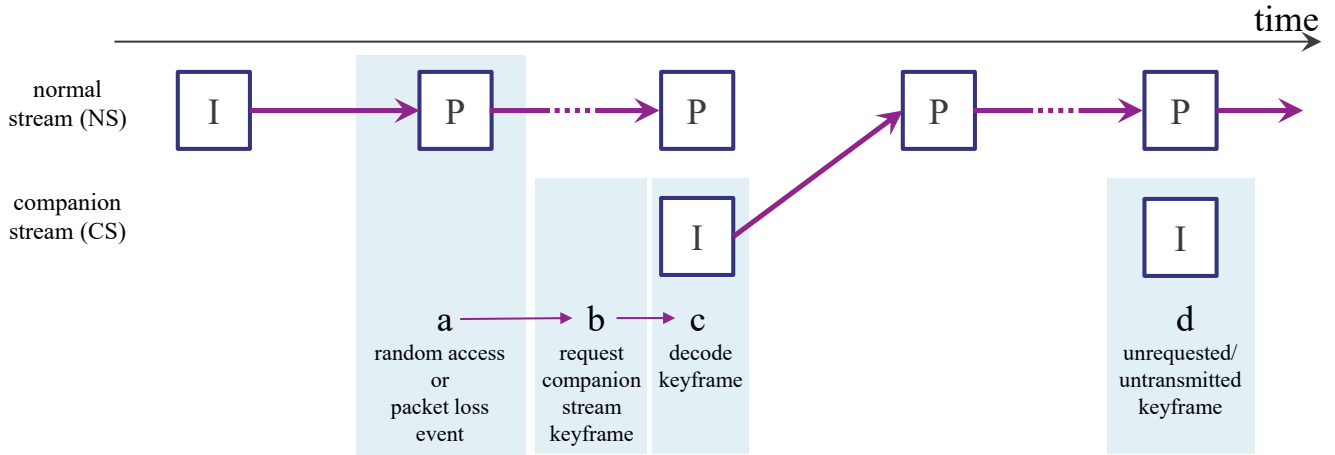 time
normal
stream (NS)
I
P
P
P
P
companion
stream (CS)
I
I
a
random access
or
packet loss
event
b
request
companion
stream
keyframe
c
decode
keyframe
d
unrequested/
untransmitted
keyframe